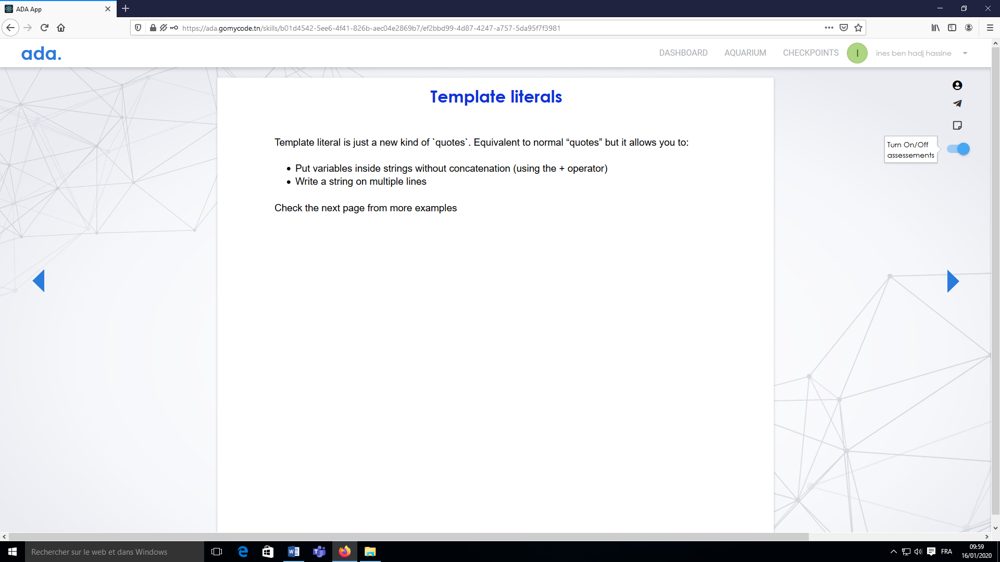 ADA App
https://ada.gomycode.tn/skills/b01d4542-5ee6-4f41-826b-aec04e2869b7/ef2bbd99-4d87-4247-a757-5da95f7f3981
ada.
DASHBOARD
AQUARIUM
CHECKPOINTS
I
ines ben hadj hassine
Template literals
Template literal is just a new kind of `quotes`. Equivalent to normal “quotes” but it allows you to:
Turn On/Off
assessements
• Put variables inside strings without concatenation (using the + operator)
• Write a string on multiple lines
Check the next page from more examples
Rechercher sur le web et dans Windows
FRA
09:59
16/01/2020